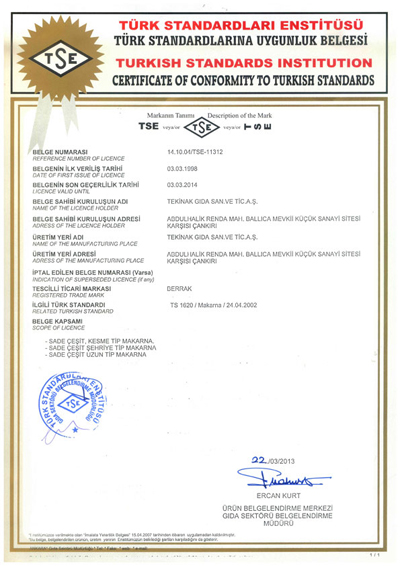 TSE
TÜRK STANDARDLARI ENSTİTÜSÜ
TÜRK STANDARDLARINA UYGUNLUK BELGESİ
TURKISH STANDARDS INSTITUTION
CERTIFICATE OF CONFORMITY TO TURKISH STANDARDS
Markanın Tanımı Description of the Mark
TSE veya/or TSE veya/or TSE
BELGE NUMARASI 14.10.01/TSE-11312
REFERENCE NUMBER OF LICENCE
BELGENİN İLK VERİLİŞ TARİHİ 03.03.1998
DATE OF FIRST ISSUE OF LICENCE
BELGENİN SON GEÇERLİLİK TARİHİ 03.03.2014
LICENCE VALID UNTIL
BELGE SAHİBİ KURULUŞUN ADI TEKİNAK GIDA SAN.VE TİC.A.Ş.
NAME OF THE LICENCE HOLDER
BELGE SAHİBİ KURULUŞUN ADRESİ ABDULHALİK RENDA MAH. BALLICA MEVKİİ KÜÇÜK SANAYİ SİTESİ
ADRESS OF THE LICENCE HOLDER KARŞISI ÇANKIRI
ÜRETİM YERİ ADI TEKINAK GIDA SAN.VE TİC.A.Ş.
NAME OF THE MANUFACTURING PLACE
ÜRETİM YERİ ADRESİ ABDULHALİK RENDA MAH. BALLICA MEVKİİ KÜÇÜK SANAYİ SİTESİ
ADRESS OF THE MANUFACTURING PLACE KARŞISI ÇANKIRI
İPTAL EDİLEN BELGE NUMARASI (Varsa)
INDICATION OF SUPERSEDED LICENCE (if any)
TESCİLLİ TİCARİ MARKASI DERRAK
REGISTERED TRADE MARK
İLGİLİ TÜRK STANDARDI TS 1620 / Makarna / 24.04.2002
RELATED TURKISH STANDARD
BELGE KAPSAMI
SCOPE OF LICENCE
- SADE ÇEŞİT, KESME TİP MAKARNA.
- SADE ÇEŞİT ŞEHRİYE TİP MAKARNA
- SADE ÇEŞİT UZUN TİP MAKARNA
TÜRK STANDARDLARI ENSTİTÜSÜ
GIDA SEKTÖRÜ BELGELENDİRME MÜDÜRLÜĞÜ
TSE
22/03/2013
ERCAN KURT
ÜRÜN BELGELENDİRME MERKEZİ
GIDA SEKTÖRÜ BELGELENDİRME
MÜDÜRÜ
1/1